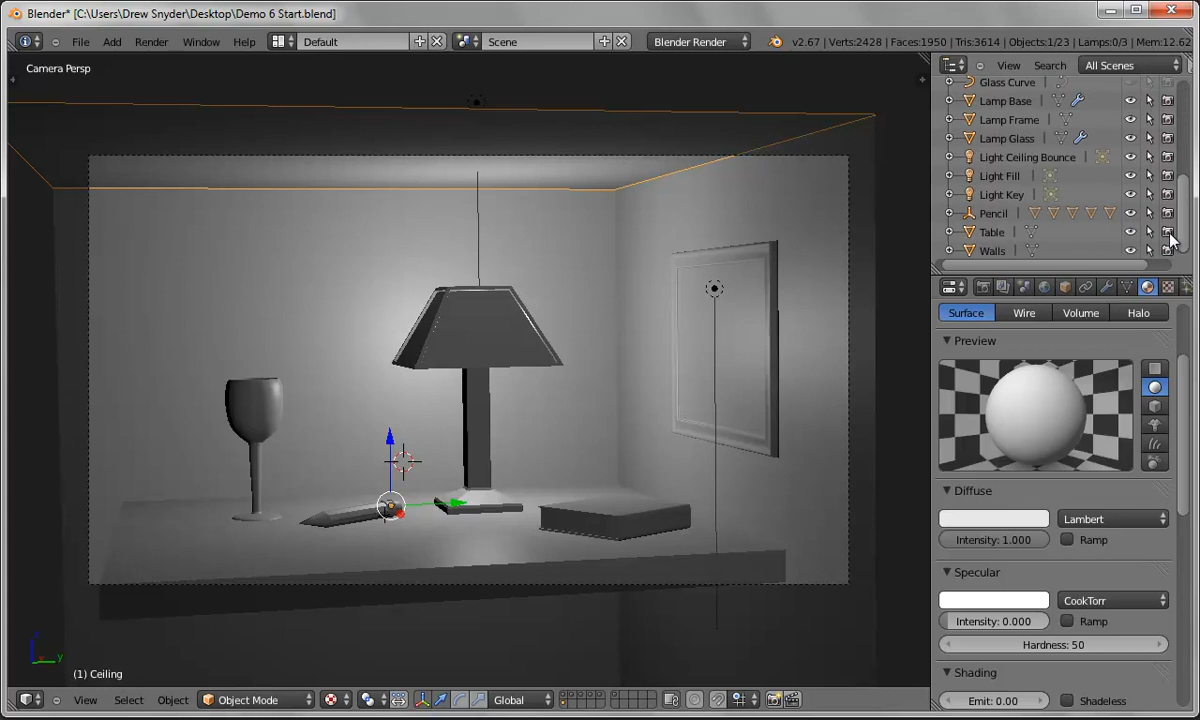 Blender* [C:\Users\Drew Snyder\Desktop\Demo 6 Start.blend]
File Add Render Window Help Default Scene Blender Render v2.67 | Verts:2428 | Faces:1950 | Tris:3614 | Objects:1/23 | Lamps:0/3 | Mem:12.62
Camera Persp
View Search All Scenes
Glass Curve
Lamp Base
Lamp Frame
Lamp Glass
Light Ceiling Bounce
Light Fill
Light Key
Pencil
Table
Walls
Surface Wire Volume Halo
Preview
Diffuse
Lambert
Intensity: 1.000 Ramp
Specular
CookTorr
Intensity: 0.000 Ramp
Hardness: 50
Shading
Emit: 0.00 Shadeless
z
y
(1) Ceiling
View Select Object Object Mode Global